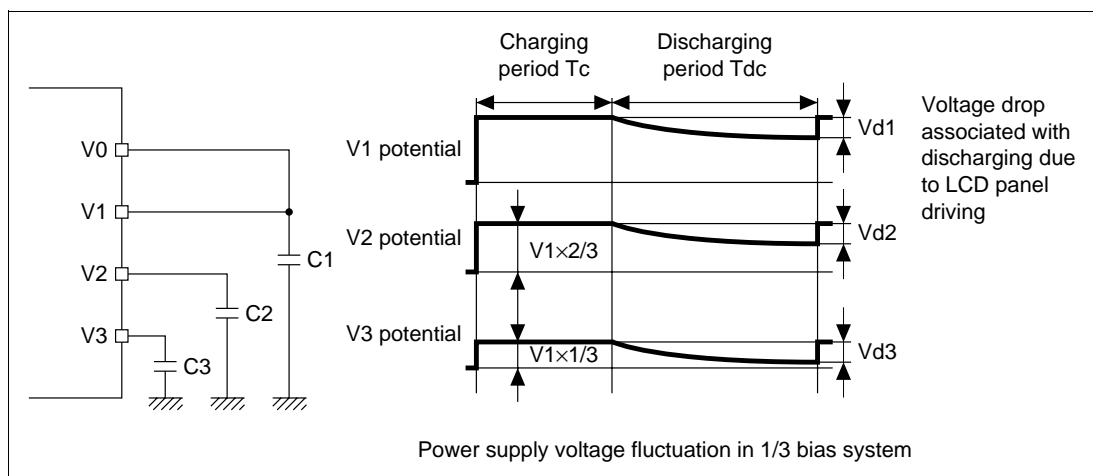 V0
V1
V2
V3
C1
C2
C3
Charging
period Tc
Discharging
period Tdc
V1 potential
Vd1
V2 potential
V1×2/3
Vd2
V3 potential
V1×1/3
Vd3
Voltage drop
associated with
discharging due
to LCD panel
driving
Power supply voltage fluctuation in 1/3 bias system